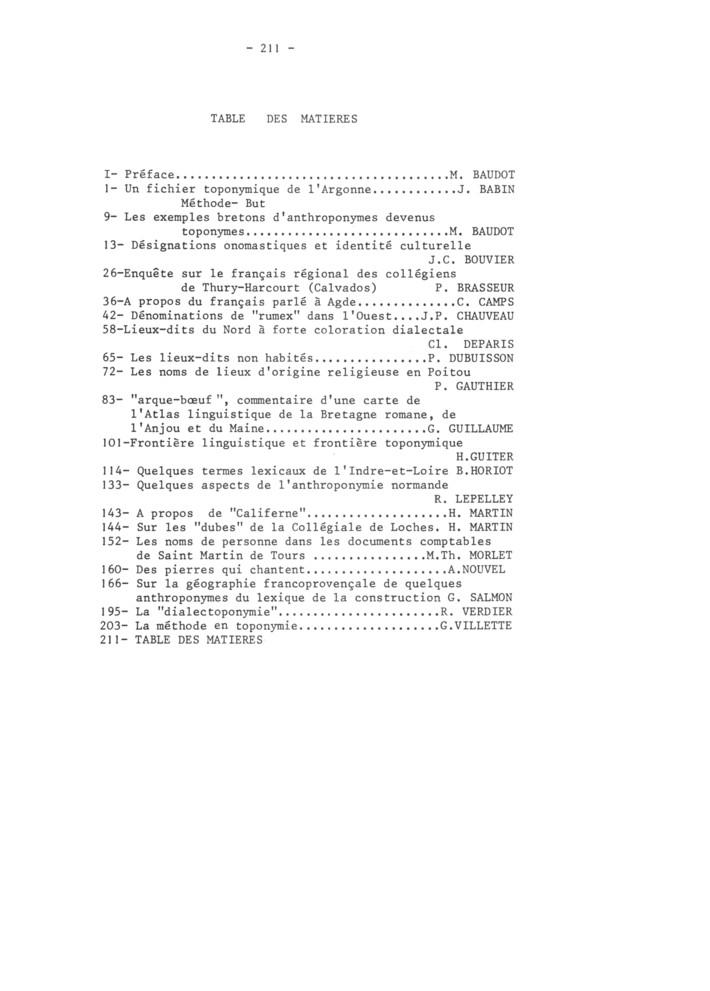 - 211 -
TABLE DES MATIERES
I- Préface.......................................M. BAUDOT
1- Un fichier toponymique de l'Argonne............J. BABIN
Méthode- But
9- Les exemples bretons d'anthroponymes devenus
toponymes.............................M. BAUDOT
13- Désignations onomastiques et identité culturelle
J.C. BOUVIER
26-Enquête sur le français régional des collégiens
de Thury-Harcourt (Calvados) P. BRASSEUR
36-A propos du français parlé à Agde..............C. CAMPS
42- Dénominations de "rumex" dans l'Ouest....J.P. CHAUVEAU
58-Lieux-dits du Nord à forte coloration dialectale
Cl. DEPARIS
65- Les lieux-dits non habités................P. DUBUISSON
72- Les noms de lieux d'origine religieuse en Poitou
P. GAUTHIER
83- "arque-bœuf ", commentaire d'une carte de
l'Atlas linguistique de la Bretagne romane, de
l'Anjou et du Maine.......................G. GUILLAUME
101-Frontière linguistique et frontière toponymique
H.GUITER
114- Quelques termes lexicaux de l'Indre-et-Loire B.HORIOT
133- Quelques aspects de l'anthroponymie normande
R. LEPELLEY
143- A propos de "Califerne"....................H. MARTIN
144- Sur les "dubes" de la Collégiale de Loches. H. MARTIN
152- Les noms de personne dans les documents comptables
de Saint Martin de Tours ................M.Th. MORLET
160- Des pierres qui chantent....................A.NOUVEL
166- Sur la géographie francoprovençale de quelques
anthroponymes du lexique de la construction G. SALMON
195- La "dialectoponymie".......................R. VERDIER
203- La méthode en toponymie....................G.VILLETTE
211- TABLE DES MATIERES